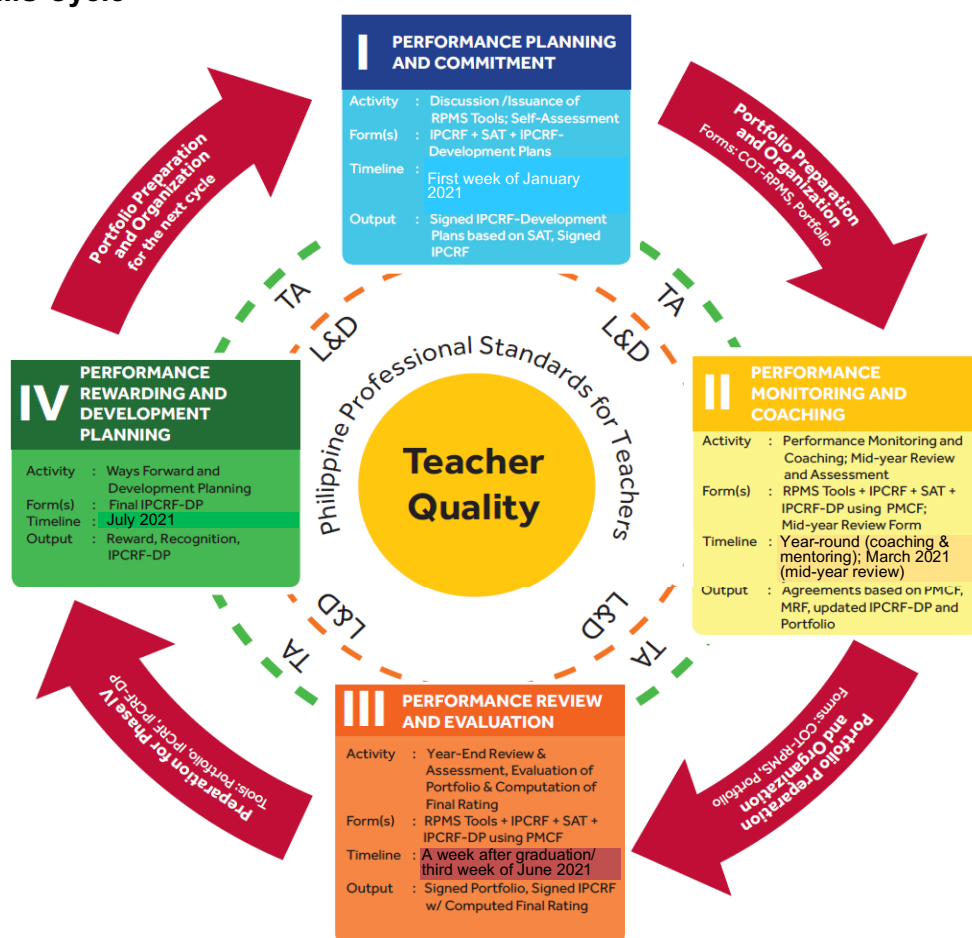 I PERFORMANCE PLANNING
AND COMMITMENT
Activity : Discussion /Issuance of
RPMS Tools; Self-Assessment
Form(s) : IPCRF + SAT + IPCRF-
Development Plans
Timeline :
First week of January
2021
Output : Signed IPCRF-Development
Plans based on SAT, Signed
IPCRF
Portfolio Preparation
and Organization
Forms: COT-RPMS, Portfolio
II PERFORMANCE
MONITORING AND
COACHING
Activity : Performance Monitoring and
Coaching; Mid-year Review
and Assessment
Form(s) : RPMS Tools + IPCRF + SAT +
IPCRF-DP using PMCF;
Mid-year Review Form
Timeline : Year-round (coaching &
mentoring); March 2021
(mid-year review)
Output : Agreements based on PMCF,
MRF, updated IPCRF-DP and
Portfolio
Portfolio Preparation
and Organization
Forms: COT-RPMS, Portfolio
III PERFORMANCE REVIEW
AND EVALUATION
Activity : Year-End Review &
Assessment, Evaluation of
Portfolio & Computation of
Final Rating
Form(s) : RPMS Tools + IPCRF + SAT +
IPCRF-DP using PMCF
Timeline : A week after graduation/
third week of June 2021
Output : Signed Portfolio, Signed IPCRF
w/ Computed Final Rating
Preparation for Phase IV
Tools: Portfolio, IPCRF, IPCRF-DP
IV PERFORMANCE
REWARDING AND
DEVELOPMENT
PLANNING
Activity : Ways Forward and
Development Planning
Form(s) : Final IPCRF-DP
Timeline : July 2021
Output : Reward, Recognition,
IPCRF-DP
Portfolio Preparation
and Organization
for the next cycle
TA
L&D
TA
L&D
TA
L&D
TA
L&D
Philippine Professional Standards for Teachers
Teacher
Quality